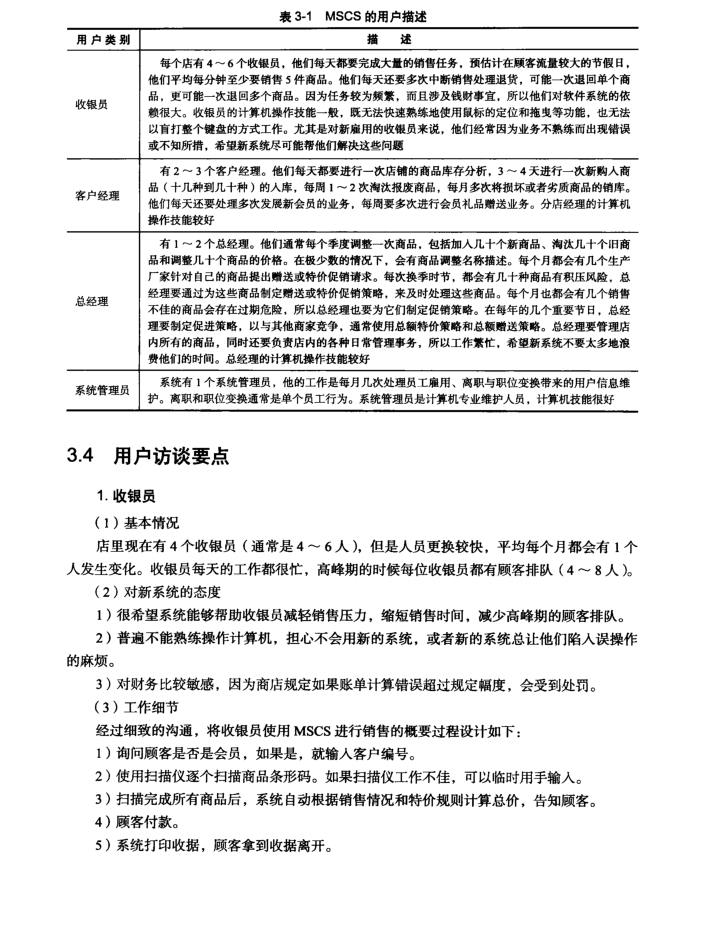 表 3-1 MSCS 的用户描述
用户类别 描 述
收银员
每个店有 4～6 个收银员，他们每天都要完成大量的销售任务，预估计在顾客流量较大的节假日，
他们平均每分钟至少要销售 5 件商品。他们每天还要多次中断销售处理退货，可能一次退回单个商
品，更可能一次退回多个商品。因为任务较为频繁，而且涉及钱财事宜，所以他们对软件系统的依
赖很大。收银员的计算机操作技能一般，既无法快速熟练地使用鼠标的定位和拖曳等功能，也无法
以盲打整个键盘的方式工作。尤其是对新雇用的收银员来说，他们经常因为业务不熟练而出现错误
或不知所措，希望新系统尽可能帮他们解决这些问题
客户经理
有 2～3 个客户经理。他们每天都要进行一次店铺的商品库存分析，3～4 天进行一次新购入商
品（十几种到几十种）的入库，每周 1～2 次淘汰报废商品，每月多次将损坏或者劣质商品的销库。
他们每天还要处理多次发展新会员的业务，每周要多次进行会员礼品赠送业务。分店经理的计算机
操作技能较好
总经理
有 1～2 个总经理。他们通常每个季度调整一次商品，包括加入几十个新商品、淘汰几十个旧商
品和调整几十个商品的价格。在极少数的情况下，会有商品调整名称描述。每个月都会有几个生产
厂家针对自己的商品提出赠送或特价促销请求。每次换季时节，都会有几十种商品有积压风险，总
经理要通过为这些商品制定赠送或特价促销策略，来及时处理这些商品。每个月也都会有几个销售
不佳的商品会存在过期危险，所以总经理也要为它们制定促销策略。在每年的几个重要节日，总经
理要制定促进策略，以与其他商家竞争，通常使用总额特价策略和总额赠送策略。总经理要管理店
内所有的商品，同时还要负责店内的各种日常管理事务，所以工作繁忙，希望新系统不要太多地浪
费他们的时间。总经理的计算机操作技能较好
系统管理员
系统有 1 个系统管理员，他的工作是每月几次处理员工雇用、离职与职位变换带来的用户信息维
护。离职和职位变换通常是单个员工行为。系统管理员是计算机专业维护人员，计算机技能很好
3.4 用户访谈要点
1. 收银员
（1）基本情况
店里现在有 4 个收银员（通常是 4～6 人），但是人员更换较快，平均每个月都会有 1 个
人发生变化。收银员每天的工作都很忙，高峰期的时候每位收银员都有顾客排队（4～8 人）。
（2）对新系统的态度
1）很希望系统能够帮助收银员减轻销售压力，缩短销售时间，减少高峰期的顾客排队。
2）普遍不能熟练操作计算机，担心不会用新的系统，或者新的系统总让他们陷入误操作
的麻烦。
3）对财务比较敏感，因为商店规定如果账单计算错误超过规定幅度，会受到处罚。
（3）工作细节
经过细致的沟通，将收银员使用 MSCS 进行销售的概要过程设计如下：
1）询问顾客是否是会员，如果是，就输入客户编号。
2）使用扫描仪逐个扫描商品条形码。如果扫描仪工作不佳，可以临时用手输入。
3）扫描完成所有商品后，系统自动根据销售情况和特价规则计算总价，告知顾客。
4）顾客付款。
5）系统打印收据，顾客拿到收据离开。